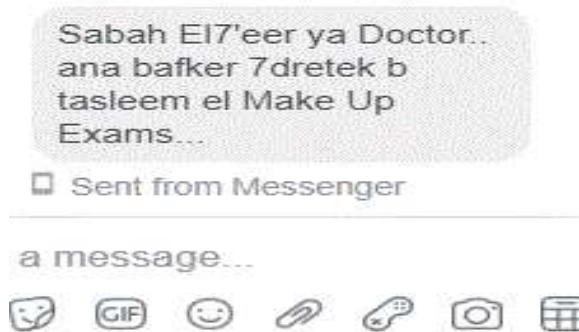 Sabah El7'eer ya Doctor..
ana bafker 7dretek b
tasleem el Make Up
Exams...
Sent from Messenger
a message...
GIF